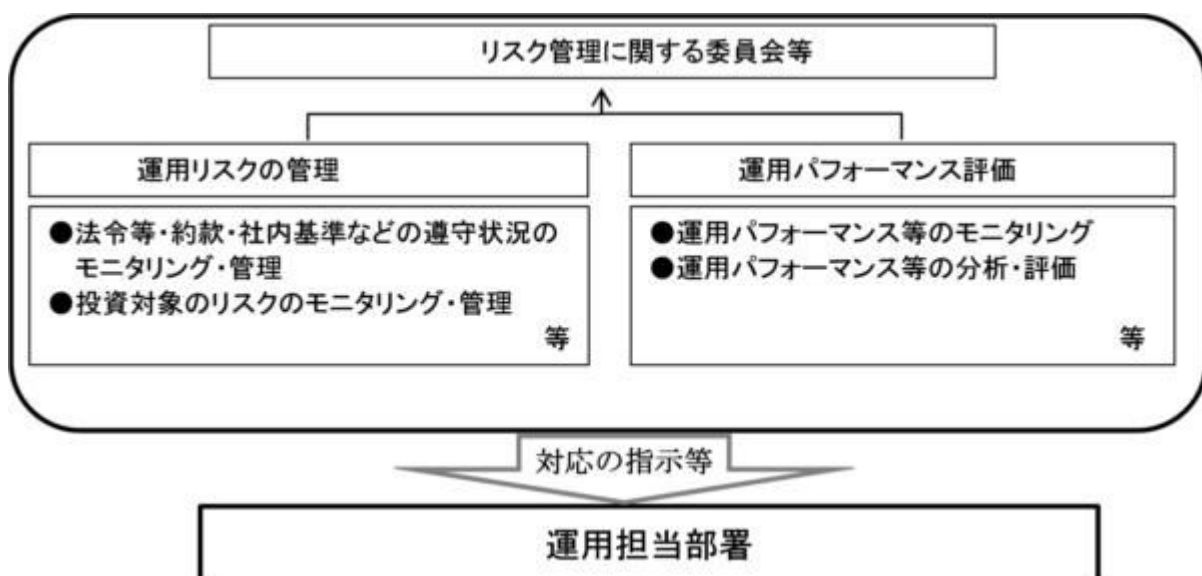 リスク管理に関する委員会等
運用リスクの管理
●法令等・約款・社内基準などの遵守状況の
モニタリング・管理
●投資対象のリスクのモニタリング・管理
等
運用パフォーマンス評価
●運用パフォーマンス等のモニタリング
●運用パフォーマンス等の分析・評価
等
対応の指示等
運用担当部署